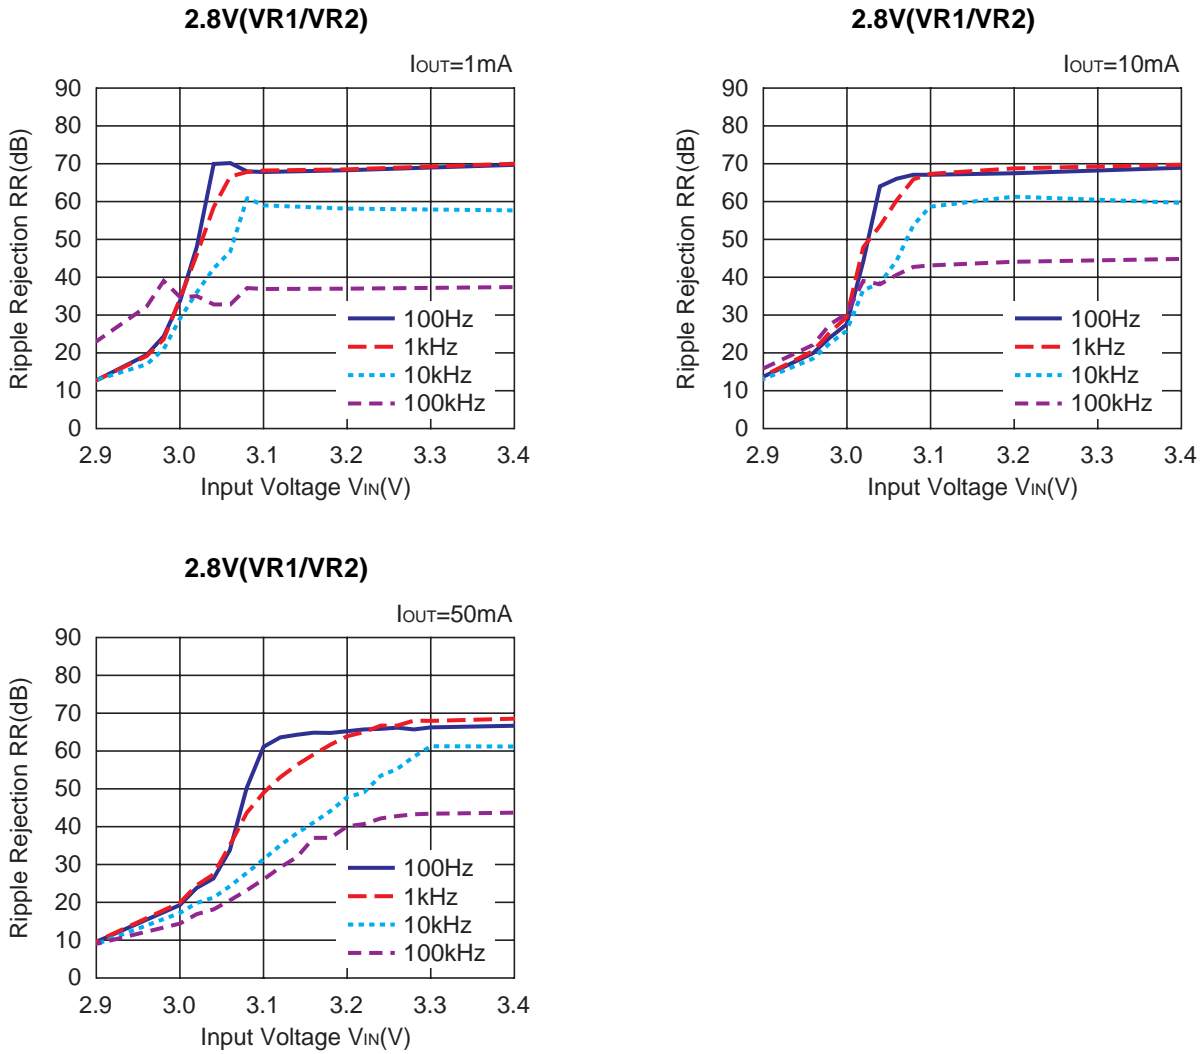 2.8V(VR1/VR2)
IOUT=1mA
Ripple Rejection RR(dB)
90
80
70
60
50
40
30
20
10
0
100Hz
1kHz
10kHz
100kHz
2.9 3.0 3.1 3.2 3.3 3.4
Input Voltage VIN(V)
2.8V(VR1/VR2)
IOUT=10mA
Ripple Rejection RR(dB)
90
80
70
60
50
40
30
20
10
0
100Hz
1kHz
10kHz
100kHz
2.9 3.0 3.1 3.2 3.3 3.4
Input Voltage VIN(V)
2.8V(VR1/VR2)
IOUT=50mA
Ripple Rejection RR(dB)
90
80
70
60
50
40
30
20
10
0
100Hz
1kHz
10kHz
100kHz
2.9 3.0 3.1 3.2 3.3 3.4
Input Voltage VIN(V)